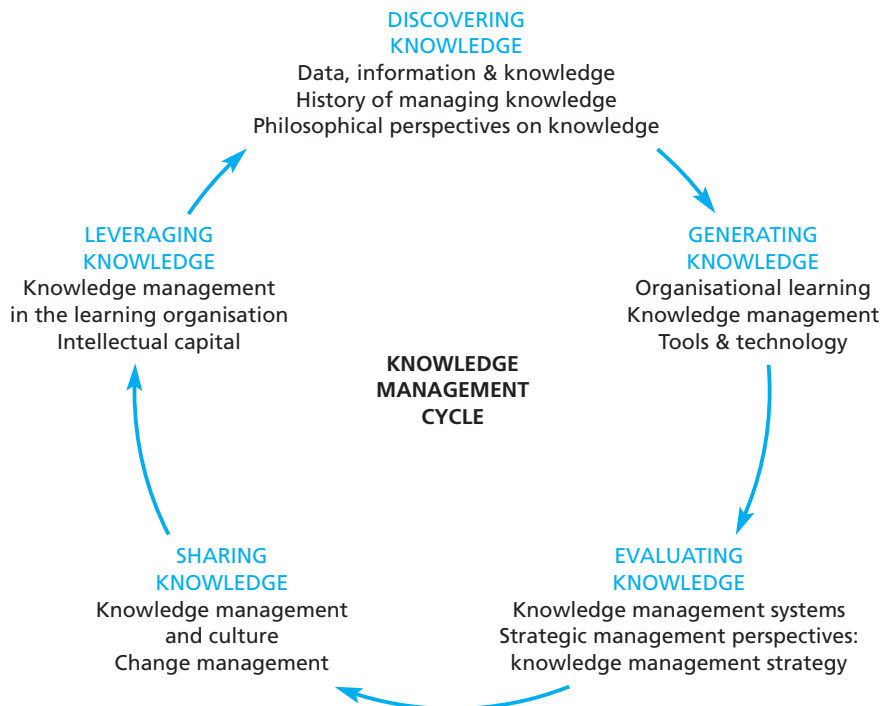 DISCOVERING
KNOWLEDGE
Data, information & knowledge
History of managing knowledge
Philosophical perspectives on knowledge
GENERATING
KNOWLEDGE
Organisational learning
Knowledge management
Tools & technology
EVALUATING
KNOWLEDGE
Knowledge management systems
Strategic management perspectives:
knowledge management strategy
SHARING
KNOWLEDGE
Knowledge management
and culture
Change management
LEVERAGING
KNOWLEDGE
Knowledge management
in the learning organisation
Intellectual capital
KNOWLEDGE
MANAGEMENT
CYCLE